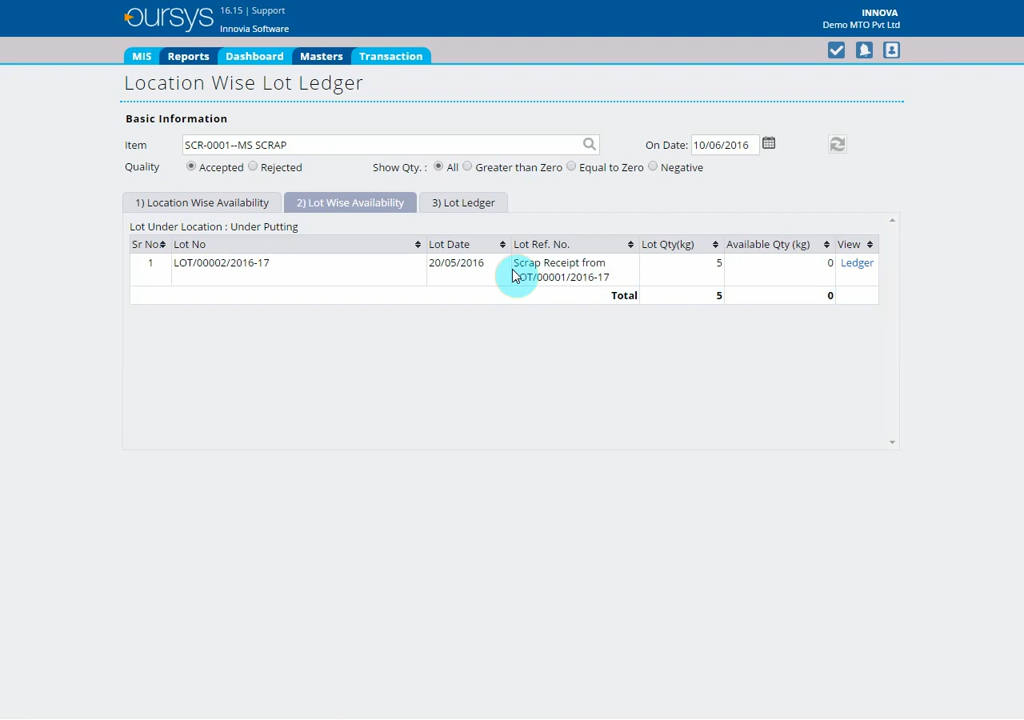 oursys 16.15 | Support
Innovia Software
INNOVA
Demo MTO Pvt Ltd
MIS Reports Dashboard Masters Transaction
Location Wise Lot Ledger
Basic Information
Item SCR-0001--MS SCRAP On Date: 10/06/2016
Quality Accepted Rejected Show Qty. : All Greater than Zero Equal to Zero Negative
1) Location Wise Availability 2) Lot Wise Availability 3) Lot Ledger
Lot Under Location : Under Putting
Sr No Lot No Lot Date Lot Ref. No. Lot Qty(kg) Available Qty (kg) View
1 LOT/00002/2016-17 20/05/2016 Scrap Receipt from 5 0 Ledger
LOT/00001/2016-17
Total 5 0